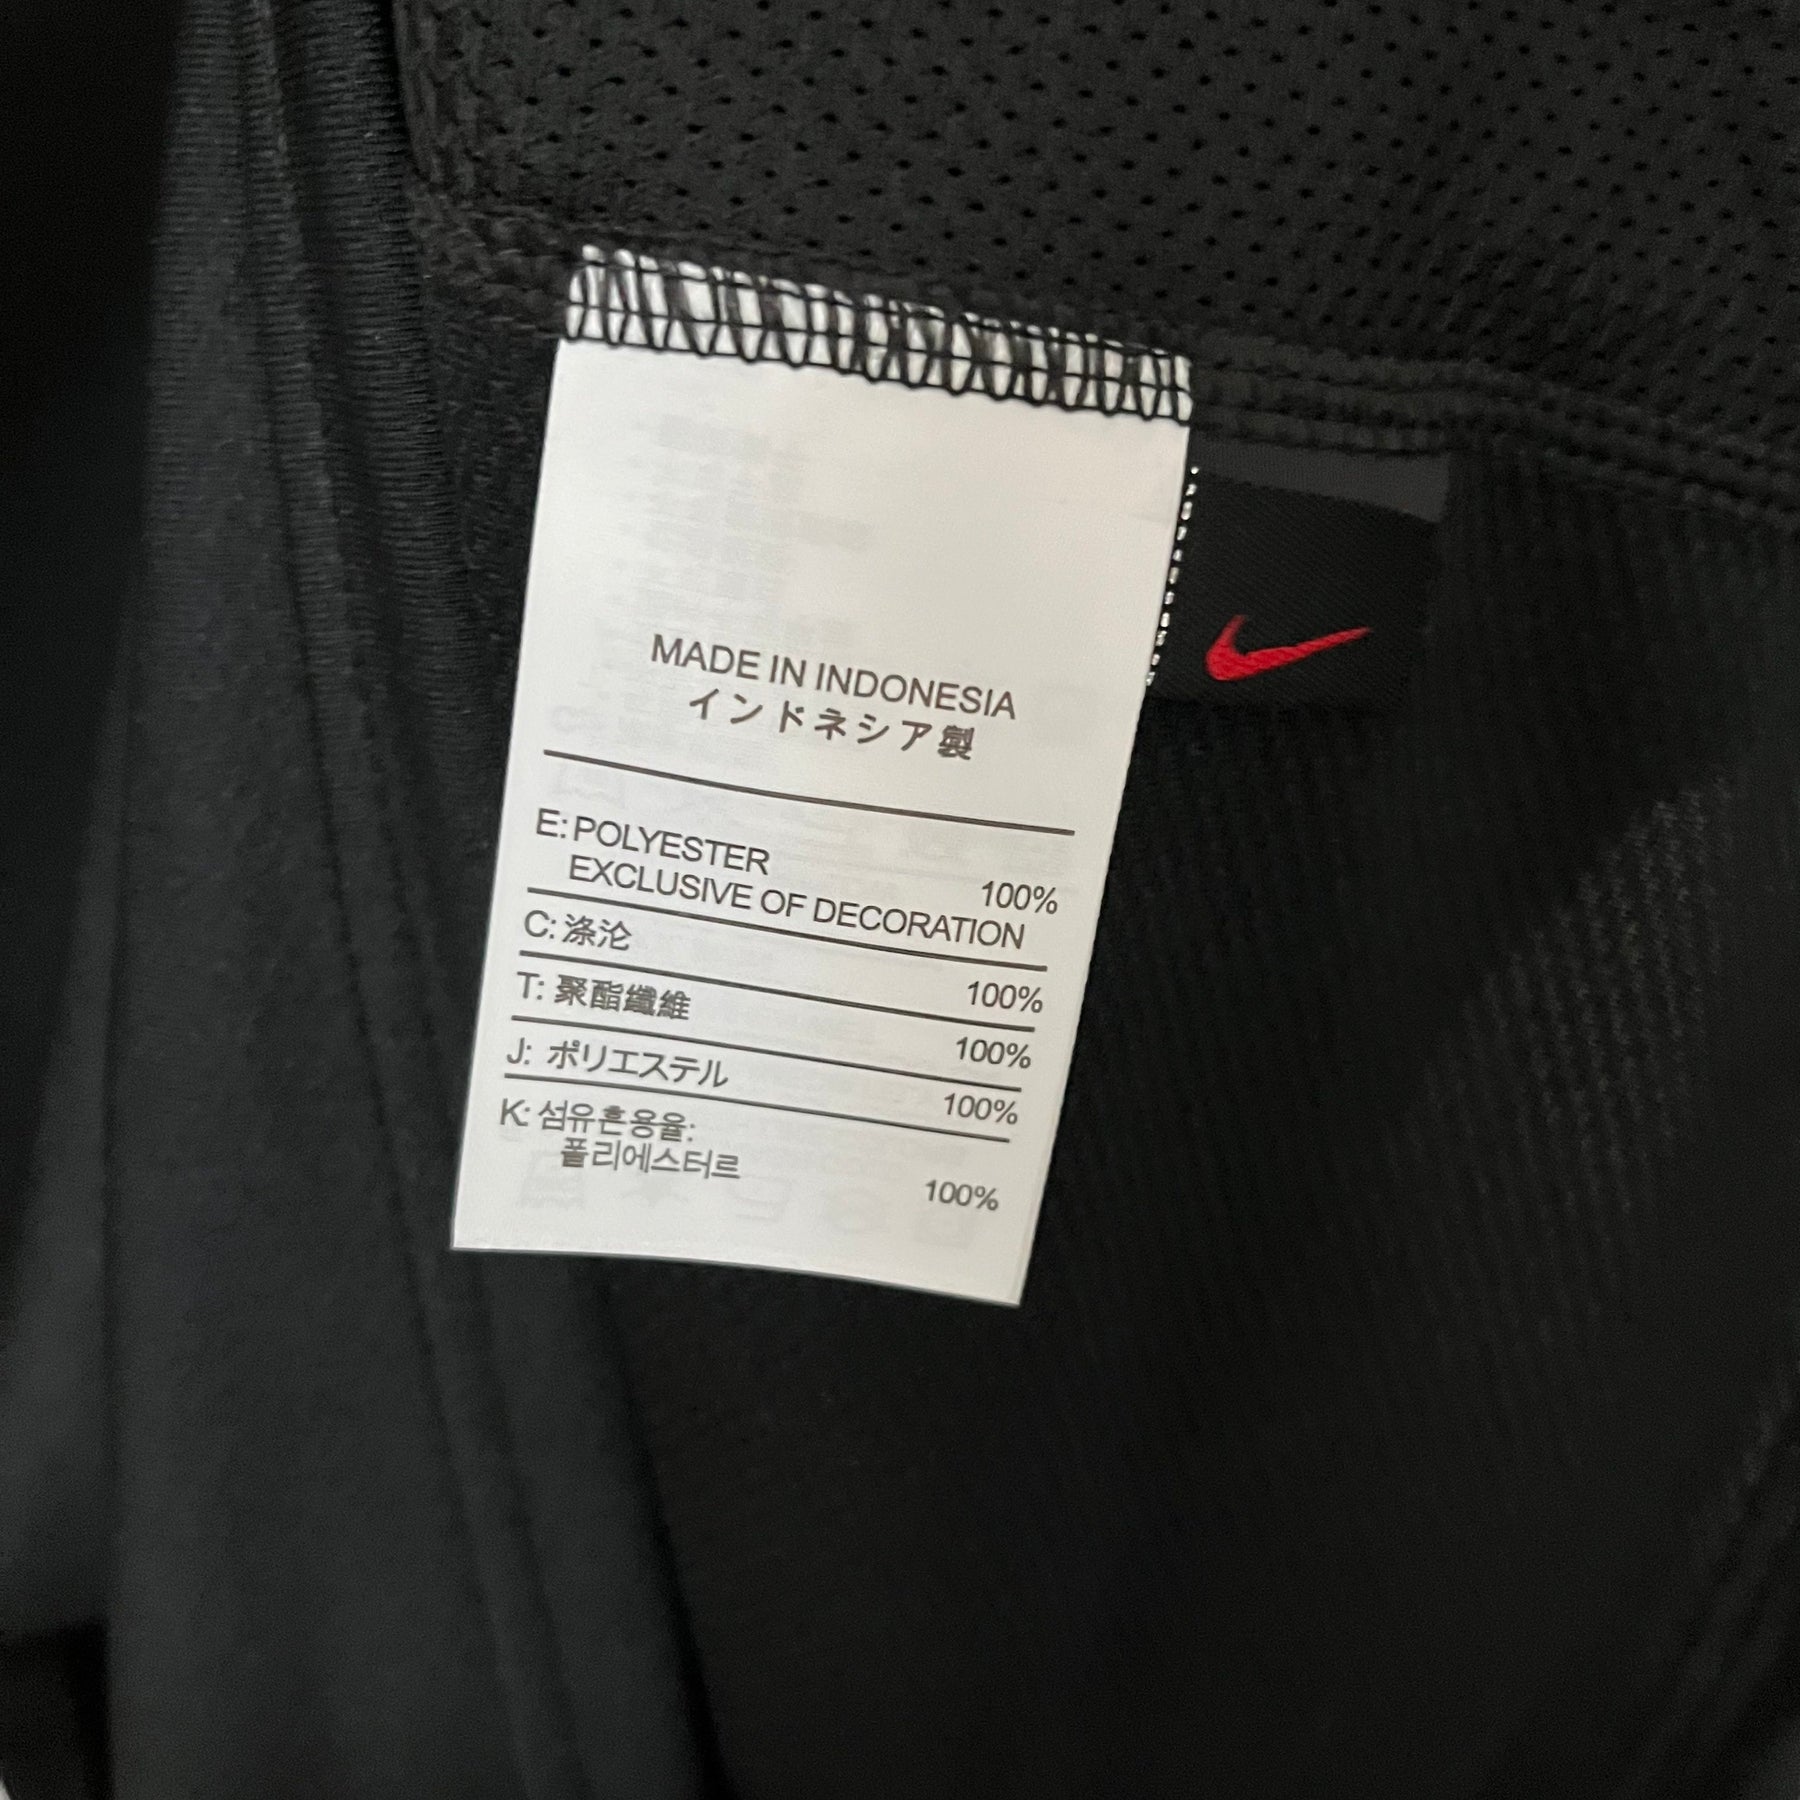 MADE IN INDONESIA
インドネシア製
E: POLYESTER 100%
EXCLUSIVE OF DECORATION
C: 涤沦 100%
T: 聚酯纖維 100%
J: ポリエステル 100%
K: 섬유혼용율:
폴리에스터르 100%